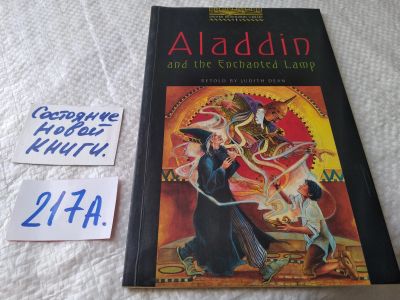 Aladdin
and the Enchanted Lamp
RETOLD BY JUDITH DEAN
Состояние
новой
книги.
217А.